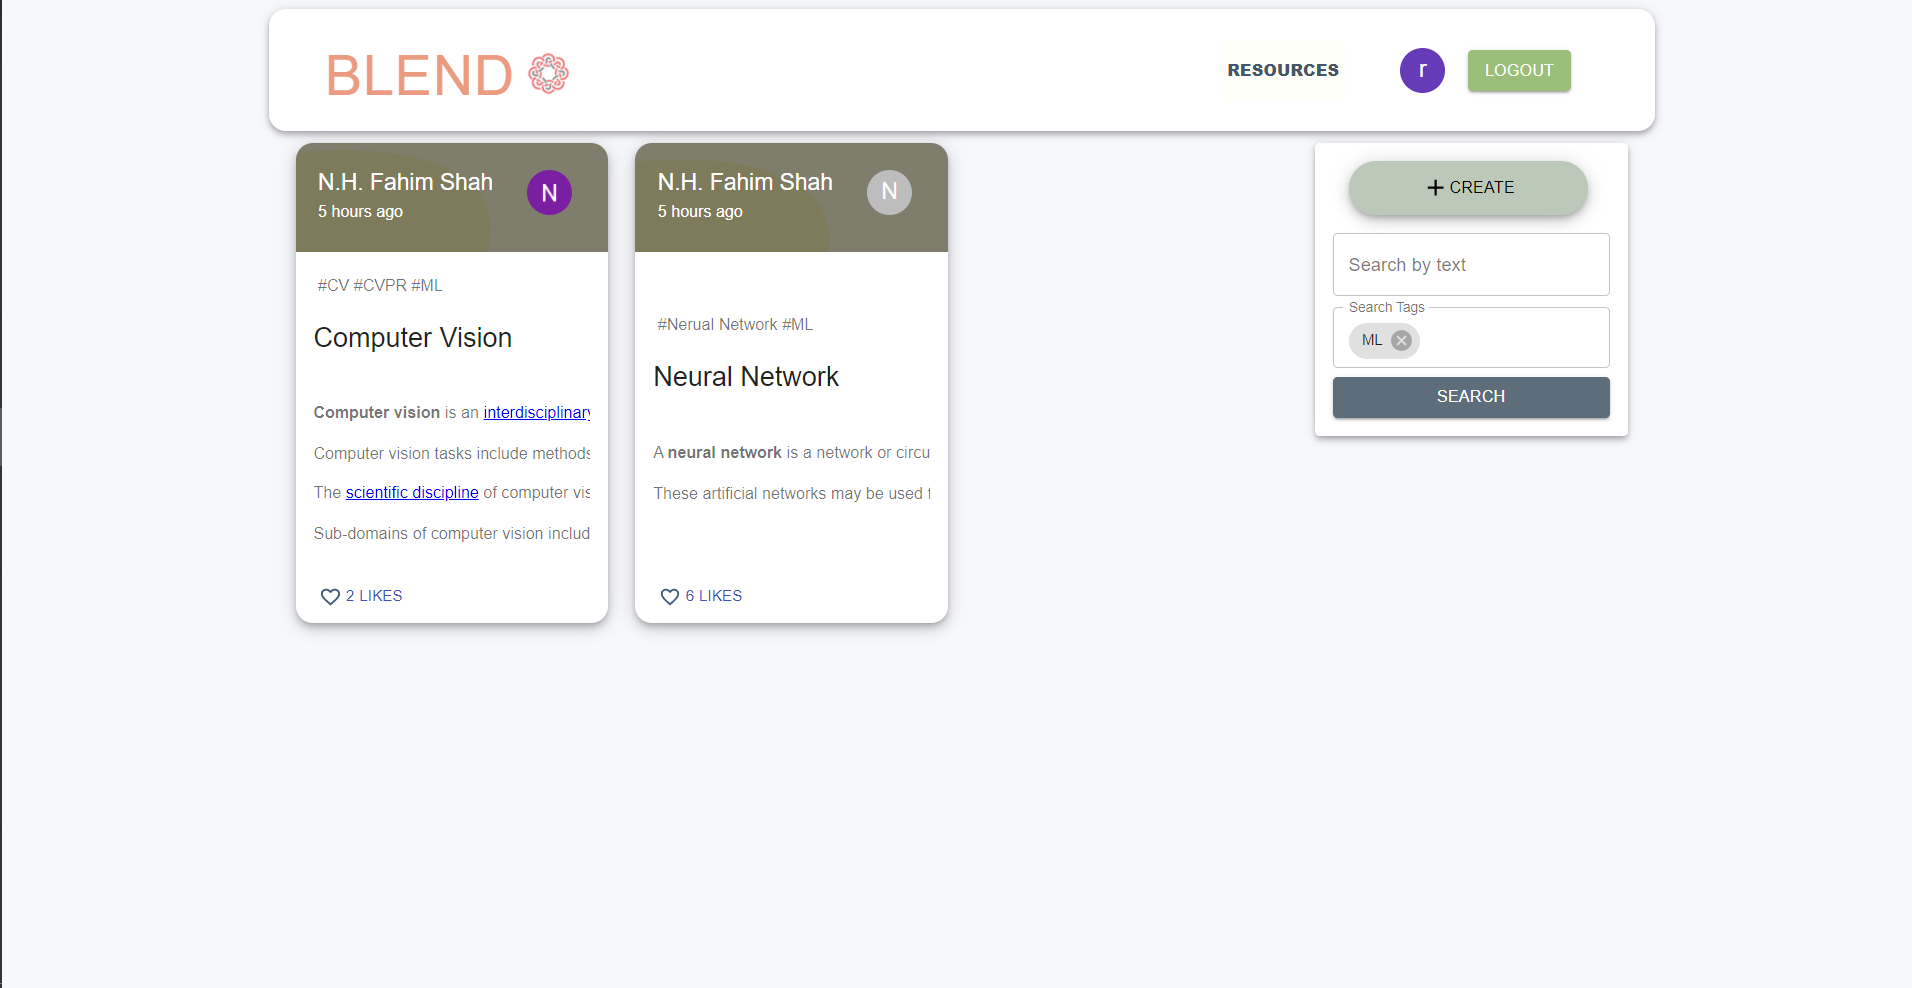 BLEND
RESOURCES
r
LOGOUT
N.H. Fahim Shah
5 hours ago
N
#CV #CVPR #ML
Computer Vision
Computer vision is an interdisciplinary
Computer vision tasks include methods
The scientific discipline of computer vis
Sub-domains of computer vision includ
2 LIKES
N.H. Fahim Shah
5 hours ago
N
#Nerual Network #ML
Neural Network
A neural network is a network or circu
These artificial networks may be used f
6 LIKES
+ CREATE
Search by text
Search Tags
ML
SEARCH